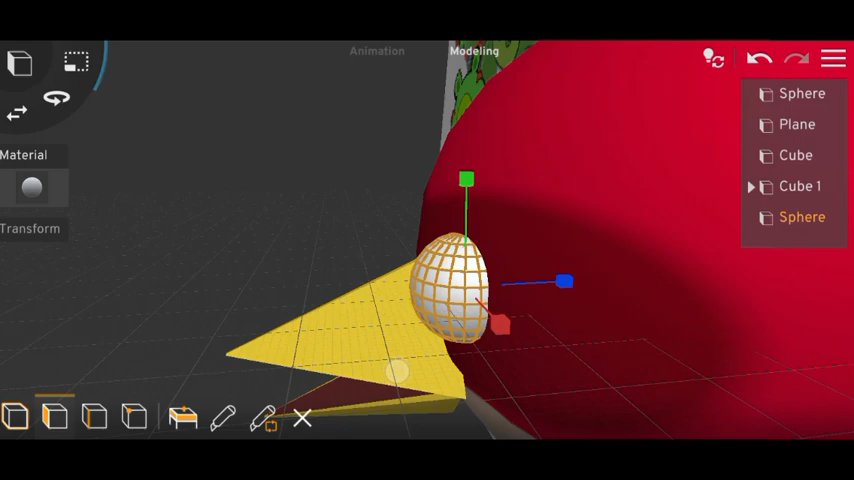 Animation
Modeling
Sphere
Plane
Cube
Cube 1
Sphere
Material
Transform